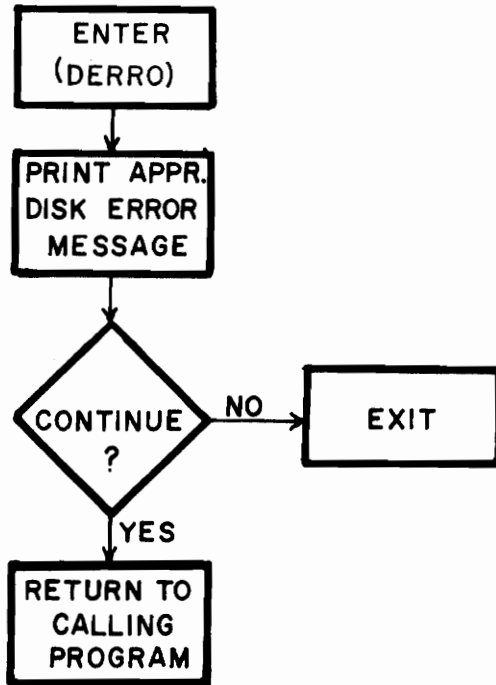 ENTER
(DERRO)
PRINT APPR.
DISK ERROR
MESSAGE
CONTINUE
?
NO
EXIT
YES
RETURN TO
CALLING
PROGRAM